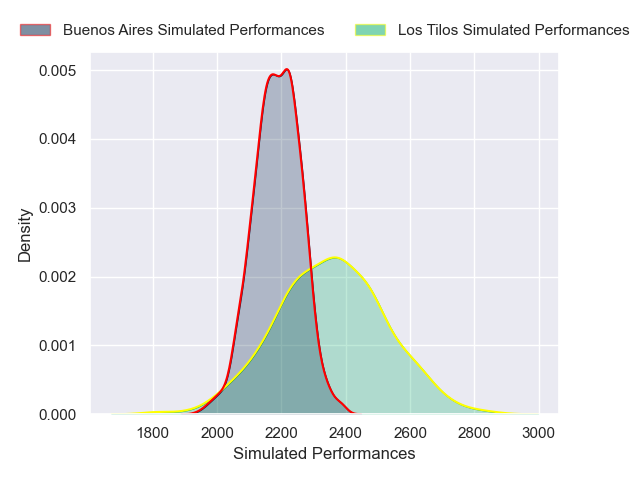 Buenos Aires Simulated Performances
Los Tilos Simulated Performances
0.005
0.004
0.003
0.002
0.001
0.000
Density
1800 2000 2200 2400 2600 2800 3000
Simulated Performances